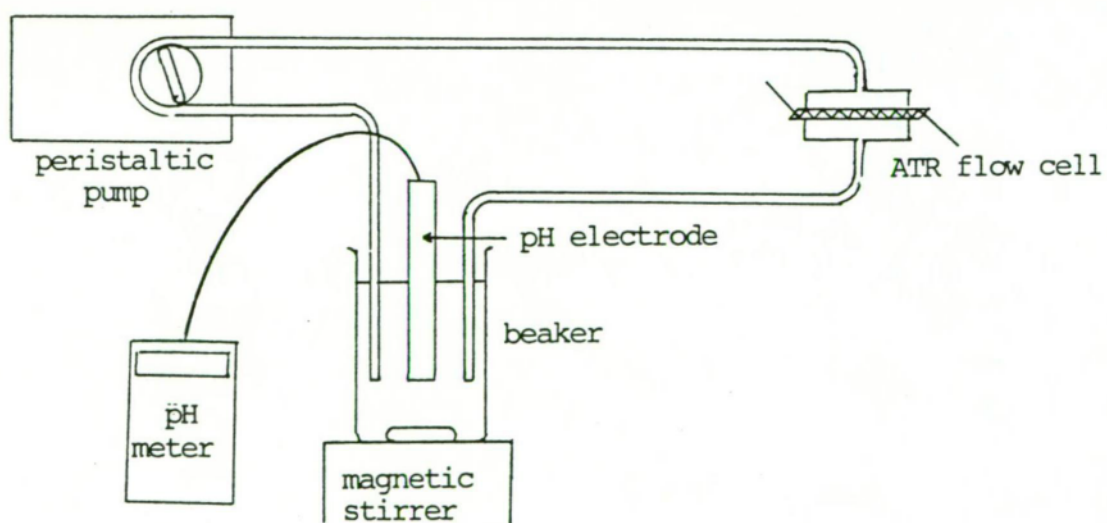 peristaltic
pump
ATR flow cell
pH electrode
beaker
pH
meter
magnetic
stirrer